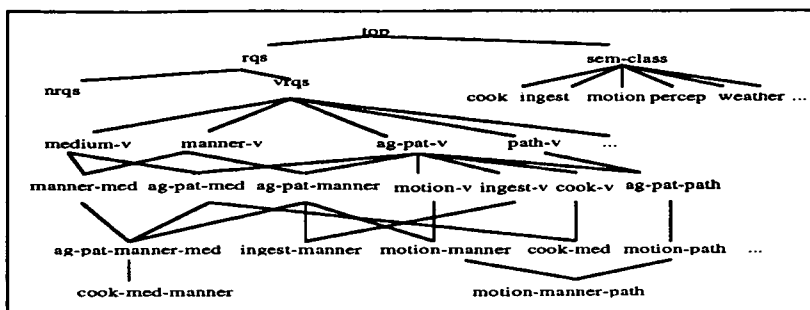 top
rqs sem-class
nrqs vrqs
cook ingest motion percep weather ...
medium-v manner-v ag-pat-v path-v ...
manner-med ag-pat-med ag-pat-manner motion-v ingest-v cook-v ag-pat-path
ag-pat-manner-med ingest-manner motion-manner cook-med motion-path ...
cook-med-manner motion-manner-path